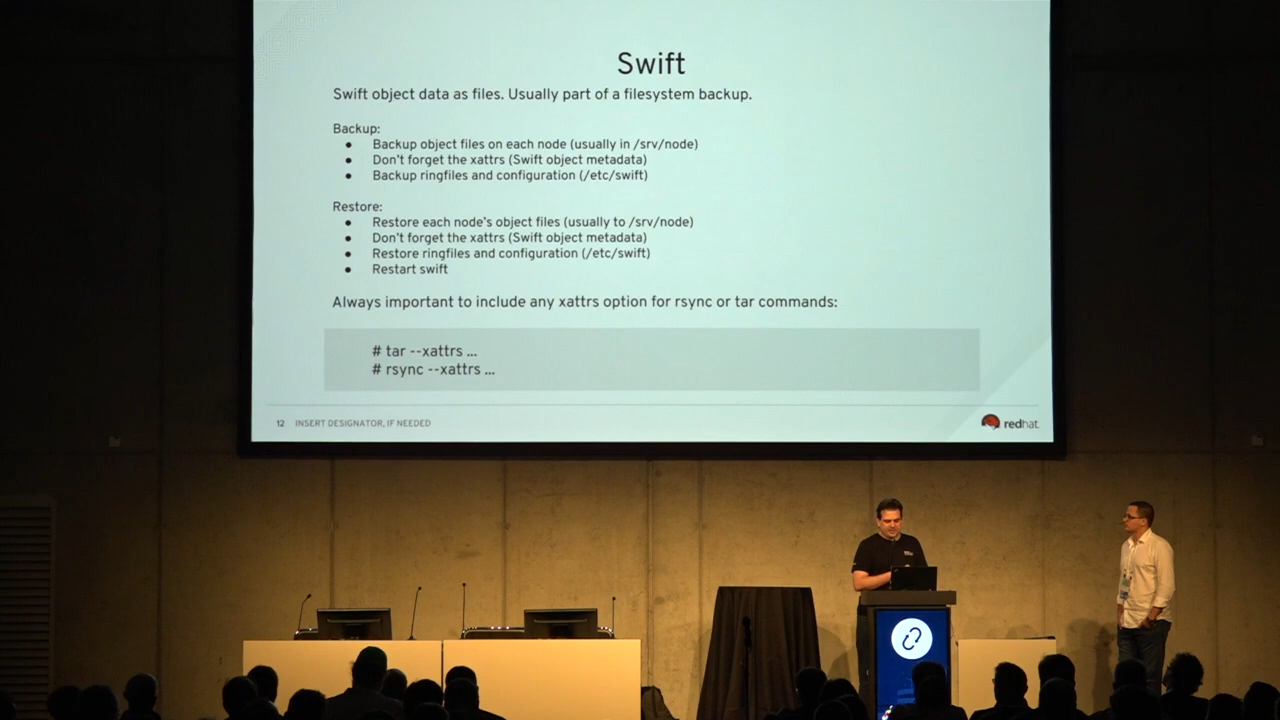 Swift
Swift object data as files. Usually part of a filesystem backup.
Backup:
● Backup object files on each node (usually in /srv/node)
● Don't forget the xattrs (Swift object metadata)
● Backup ringfiles and configuration (/etc/swift)
Restore:
● Restore each node's object files (usually to /srv/node)
● Don't forget the xattrs (Swift object metadata)
● Restore ringfiles and configuration (/etc/swift)
● Restart swift
Always important to include any xattrs option for rsync or tar commands:
# tar --xattrs ...
# rsync --xattrs ...
12 INSERT DESIGNATOR, IF NEEDED
redhat.